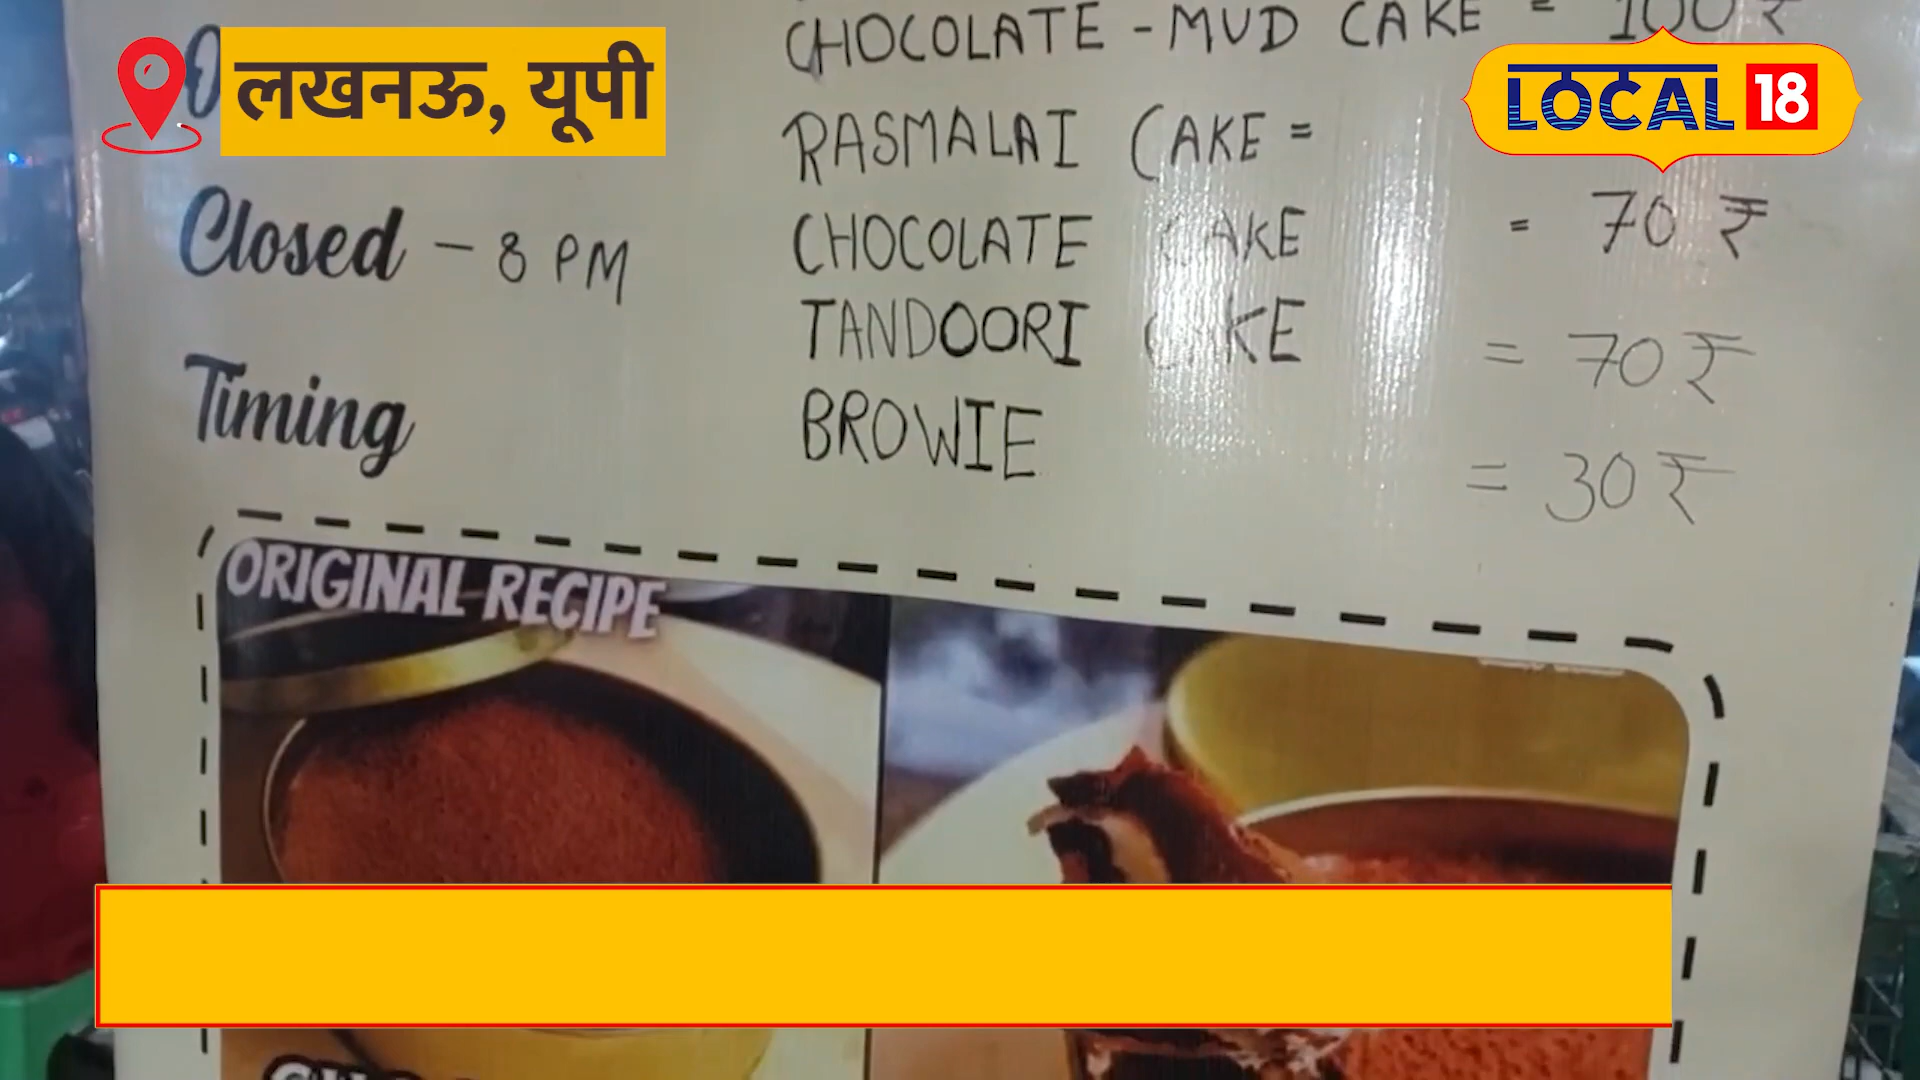 लखनऊ, यूपी
LOCAL 18
CHOCOLATE - MUD CAKE = 100 ₹
RASMALAI CAKE =
Closed - 8 PM
CHOCOLATE CAKE = 70 ₹
TANDOORI CAKE = 70 ₹
Timing
BROWIE = 30 ₹
ORIGINAL RECIPE